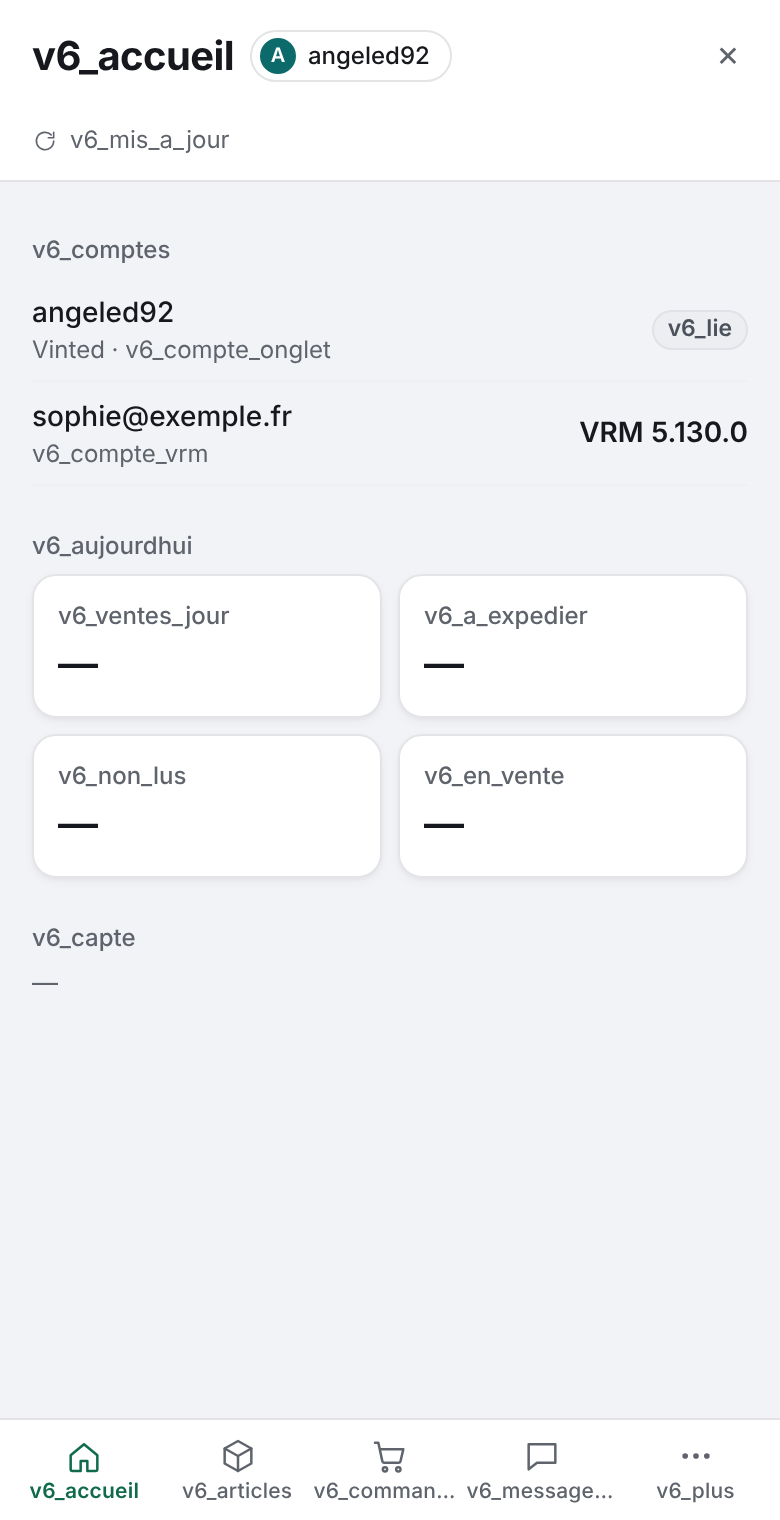 v6_accueil
A angeled92
v6_mis_a_jour
v6_comptes
angeled92
Vinted · v6_compte_onglet
v6_lie
sophie@exemple.fr
v6_compte_vrm
VRM 5.130.0
v6_aujourdhui
v6_ventes_jour
—
v6_a_expedier
—
v6_non_lus
—
v6_en_vente
—
v6_capte
—
v6_accueil
v6_articles
v6_comman...
v6_message...
v6_plus